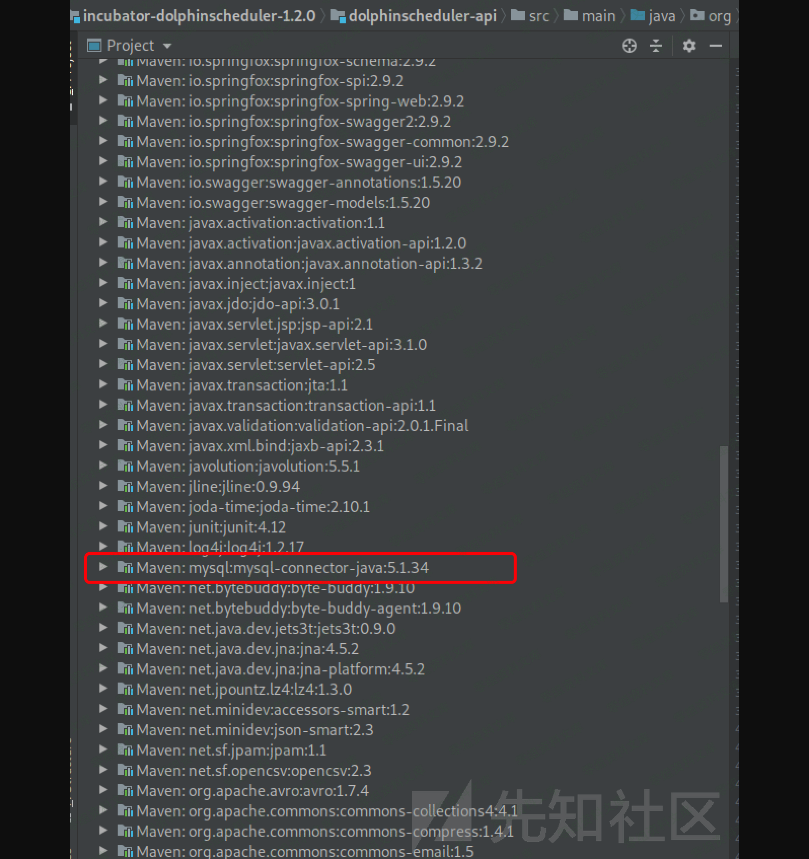 incubator-dolphinscheduler-1.2.0 dolphinscheduler-api src main java org
Project
Maven: io.springfox:springfox-schema:2.9.2
Maven: io.springfox:springfox-spi:2.9.2
Maven: io.springfox:springfox-spring-web:2.9.2
Maven: io.springfox:springfox-swagger2:2.9.2
Maven: io.springfox:springfox-swagger-common:2.9.2
Maven: io.springfox:springfox-swagger-ui:2.9.2
Maven: io.swagger:swagger-annotations:1.5.20
Maven: io.swagger:swagger-models:1.5.20
Maven: javax.activation:activation:1.1
Maven: javax.activation:javax.activation-api:1.2.0
Maven: javax.annotation:javax.annotation-api:1.3.2
Maven: javax.inject:javax.inject:1
Maven: javax.jdo:jdo-api:3.0.1
Maven: javax.servlet.jsp:jsp-api:2.1
Maven: javax.servlet:javax.servlet-api:3.1.0
Maven: javax.servlet:servlet-api:2.5
Maven: javax.transaction:jta:1.1
Maven: javax.transaction:transaction-api:1.1
Maven: javax.validation:validation-api:2.0.1.Final
Maven: javax.xml.bind:jaxb-api:2.3.1
Maven: javolution:javolution:5.5.1
Maven: jline:jline:0.9.94
Maven: joda-time:joda-time:2.10.1
Maven: junit:junit:4.12
Maven: log4j:log4j:1.2.17
Maven: mysql:mysql-connector-java:5.1.34
Maven: net.bytebuddy:byte-buddy:1.9.10
Maven: net.bytebuddy:byte-buddy-agent:1.9.10
Maven: net.java.dev.jets3t:jets3t:0.9.0
Maven: net.java.dev.jna:jna:4.5.2
Maven: net.java.dev.jna:jna-platform:4.5.2
Maven: net.jpountz.lz4:lz4:1.3.0
Maven: net.minidev:accessors-smart:1.2
Maven: net.minidev:json-smart:2.3
Maven: net.sf.jpam:jpam:1.1
Maven: net.sf.opencsv:opencsv:2.3
Maven: org.apache.avro:avro:1.7.4
Maven: org.apache.commons:commons-collections4:4.1
Maven: org.apache.commons:commons-compress:1.4.1
Maven: org.apache.commons:commons-email:1.5
先知社区